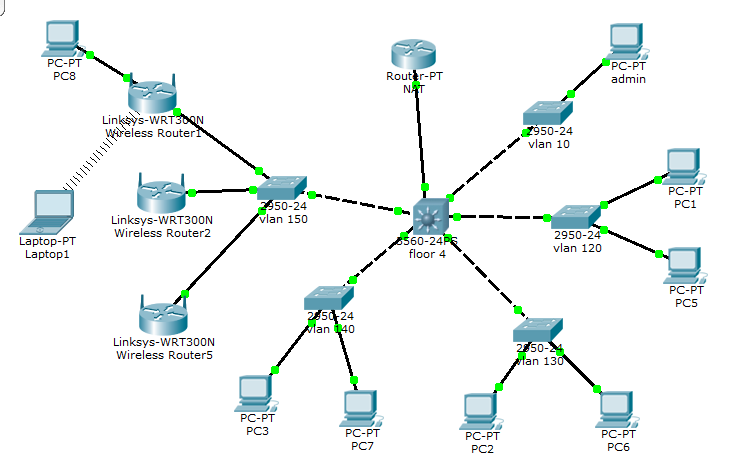 PC-PT
PC8
Linksys-WRT300N
Wireless Router1
Laptop-PT
Laptop1
Linksys-WRT300N
Wireless Router2
Linksys-WRT300N
Wireless Router5
2950-24
vlan 150
Router-PT
NAT
3560-24PS
floor 4
PC-PT
admin
2950-24
vlan 10
PC-PT
PC1
2950-24
vlan 120
PC-PT
PC5
2950-24
vlan 140
PC-PT
PC3
PC-PT
PC7
2950-24
vlan 130
PC-PT
PC2
PC-PT
PC6